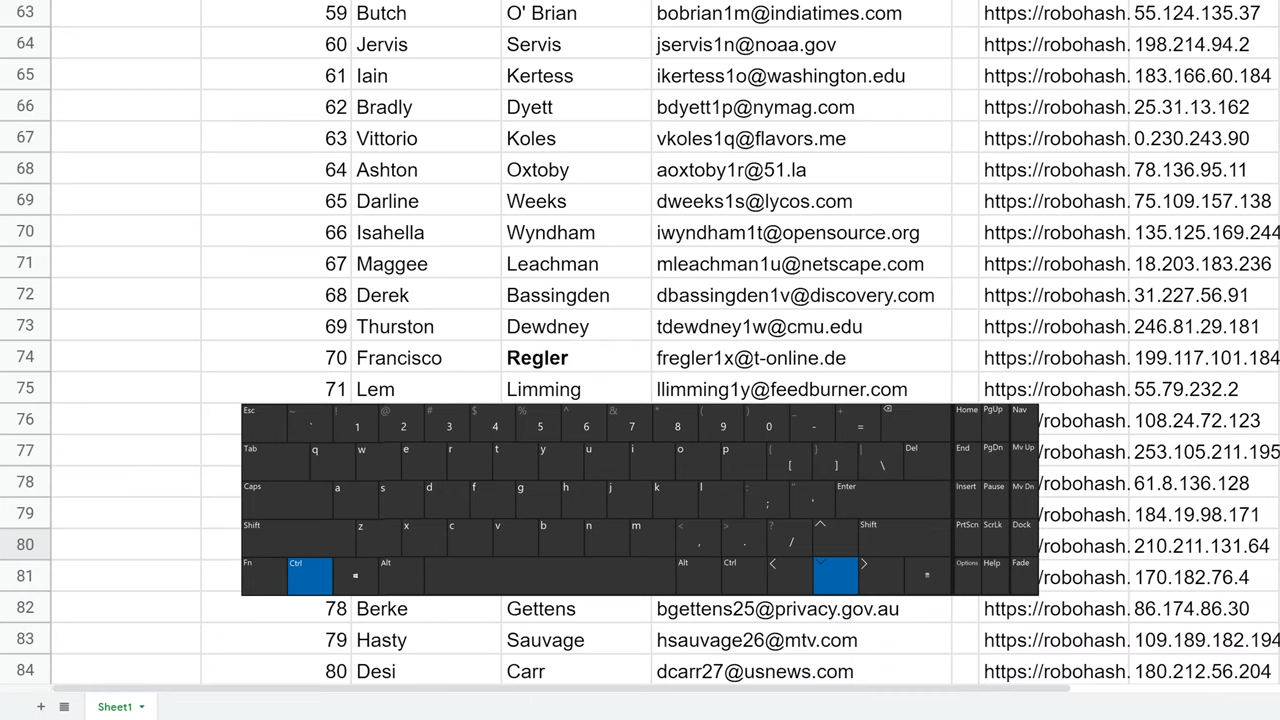 63 59 Butch O' Brian bobrian1m@indiatimes.com https://robohash. 55.124.135.37
64 60 Jervis Servis jservis1n@noaa.gov https://robohash. 198.214.94.2
65 61 Iain Kertess ikertess1o@washington.edu https://robohash. 183.166.60.184
66 62 Bradly Dyett bdyett1p@nymag.com https://robohash. 25.31.13.162
67 63 Vittorio Koles vkoles1q@flavors.me https://robohash. 0.230.243.90
68 64 Ashton Oxtoby aoxtoby1r@51.la https://robohash. 78.136.95.11
69 65 Darline Weeks dweeks1s@lycos.com https://robohash. 75.109.157.138
70 66 Isahella Wyndham iwyndham1t@opensource.org https://robohash. 135.125.169.244
71 67 Maggee Leachman mleachman1u@netscape.com https://robohash. 18.203.183.236
72 68 Derek Bassingden dbassingden1v@discovery.com https://robohash. 31.227.56.91
73 69 Thurston Dewdney tdewdney1w@cmu.edu https://robohash. 246.81.29.181
74 70 Francisco Regler fregler1x@t-online.de https://robohash. 199.117.101.184
75 71 Lem Limming llimming1y@feedburner.com https://robohash. 55.79.232.2
76 /robohash. 108.24.72.123
77 /robohash. 253.105.211.195
78 /robohash. 61.8.136.128
79 /robohash. 184.19.98.171
80 /robohash. 210.211.131.64
81 /robohash. 170.182.76.4
Esc ~ ` ! 1 @ 2 # 3 $ 4 % 5 ^ 6 & 7 * 8 ( 9 ) 0 _ - + = Home PgUp Nav
Tab q w e r t y u i o p { [ } ] | \ Del End PgDn Mv Up
Caps a s d f g h j k l : ; " ' Enter Insert Pause Mv Dn
Shift z x c v b n m < , > . ? / Shift PrtScn ScrLk Dock
Fn Ctrl Alt Alt Ctrl Options Help Fade
82 78 Berke Gettens bgettens25@privacy.gov.au https://robohash. 86.174.86.30
83 79 Hasty Sauvage hsauvage26@mtv.com https://robohash. 109.189.182.194
84 80 Desi Carr dcarr27@usnews.com https://robohash. 180.212.56.204
+ Sheet1